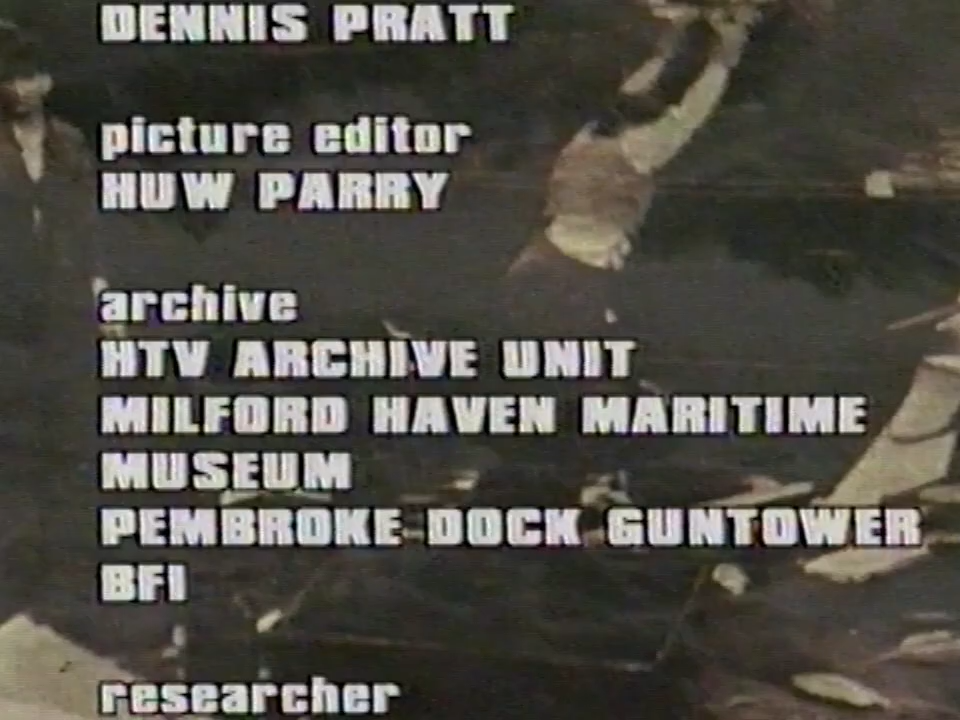 DENNIS PRATT
picture editor
HUW PARRY
archive
HTV ARCHIVE UNIT
MILFORD HAVEN MARITIME
MUSEUM
PEMBROKE DOCK GUNTOWER
BFI
researcher